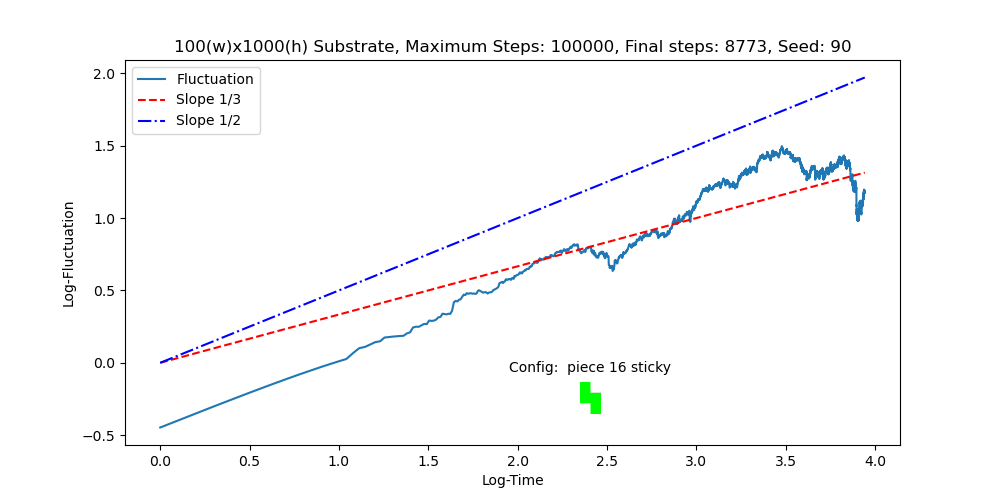 100(w)x1000(h) Substrate, Maximum Steps: 100000, Final steps: 8773, Seed: 90
Fluctuation
Slope 1/3
Slope 1/2
2.0
1.5
1.0
0.5
0.0
−0.5
Log-Fluctuation
Config:  piece 16 sticky
0.0 0.5 1.0 1.5 2.0 2.5 3.0 3.5 4.0
Log-Time